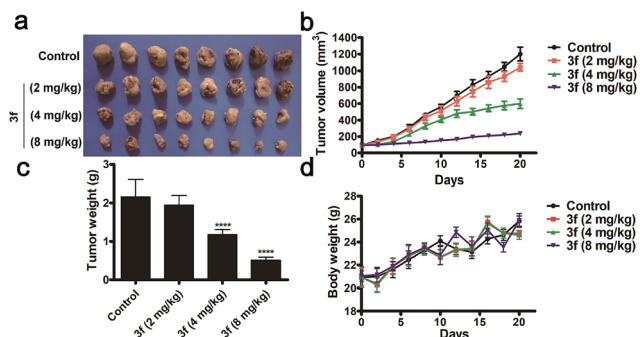 a
Control
(2 mg/kg)
3f
(4 mg/kg)
(8 mg/kg)
b
Tumor volume (mm³)
1400
1200
1000
800
600
400
200
0
0 5 10 15 20
Days
Control
3f (2 mg/kg)
3f (4 mg/kg)
3f (8 mg/kg)
c
Tumor weight (g)
3
2
1
0
****
****
Control
3f (2 mg/kg)
3f (4 mg/kg)
3f (8 mg/kg)
d
Body weight (g)
28
26
24
22
20
18
0 5 10 15 20
Days
Control
3f (2 mg/kg)
3f (4 mg/kg)
3f (8 mg/kg)